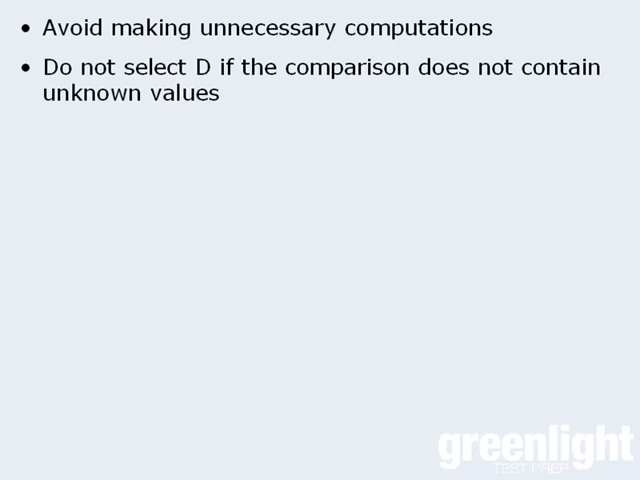 • Avoid making unnecessary computations
• Do not select D if the comparison does not contain
unknown values
greenlight
TEST PREP